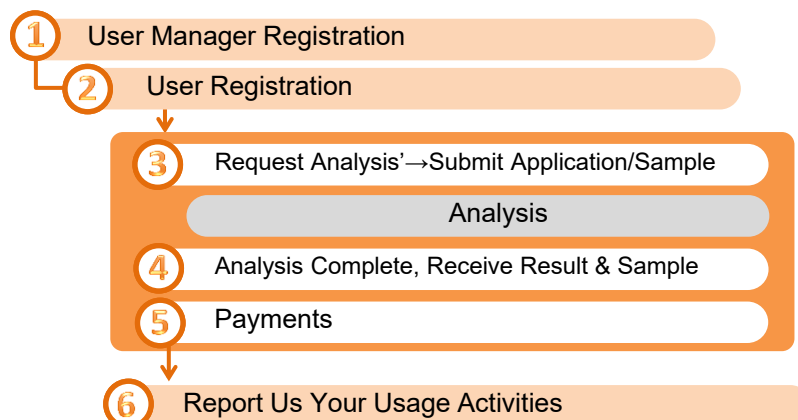 1 User Manager Registration
2 User Registration
3 Request Analysis’→Submit Application/Sample
Analysis
4 Analysis Complete, Receive Result & Sample
5 Payments
6 Report Us Your Usage Activities